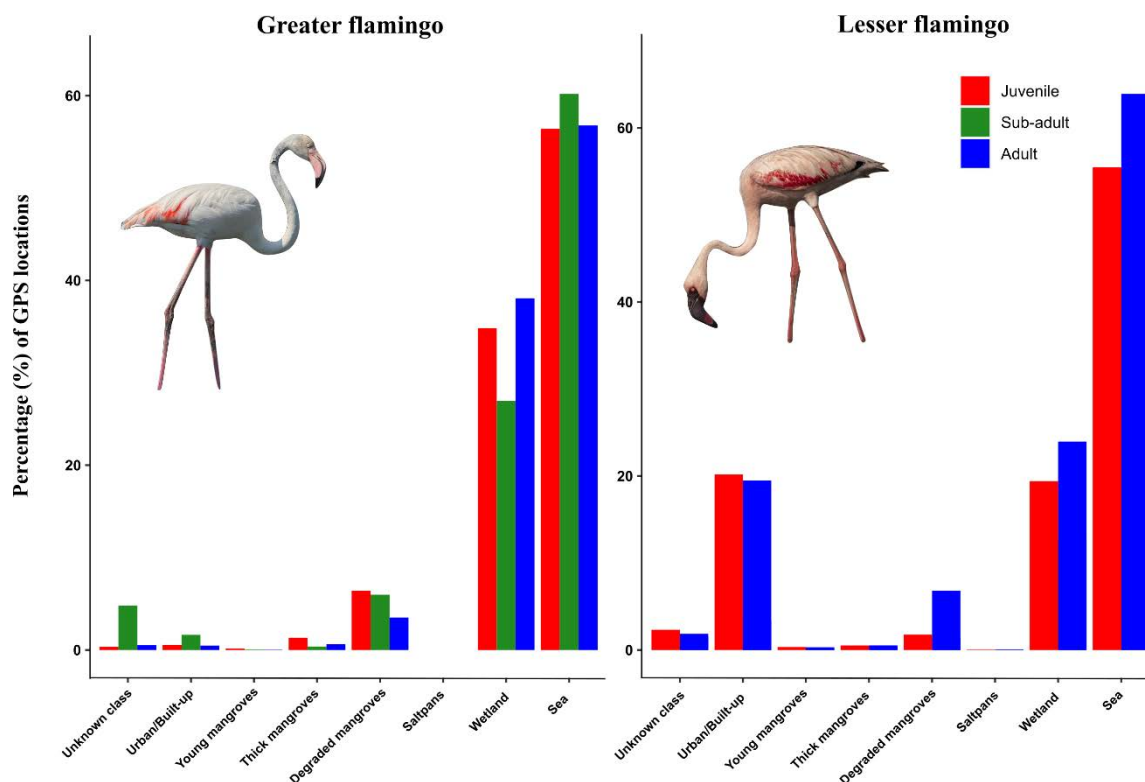 Greater flamingo
Lesser flamingo
Percentage (%) of GPS locations
60
40
20
0
Unknown class
Urban/Built-up
Young mangroves
Thick mangroves
Degraded mangroves
Saltpans
Wetland
Sea
60
40
20
0
Juvenile
Sub-adult
Adult
Unknown class
Urban/Built-up
Young mangroves
Thick mangroves
Degraded mangroves
Saltpans
Wetland
Sea